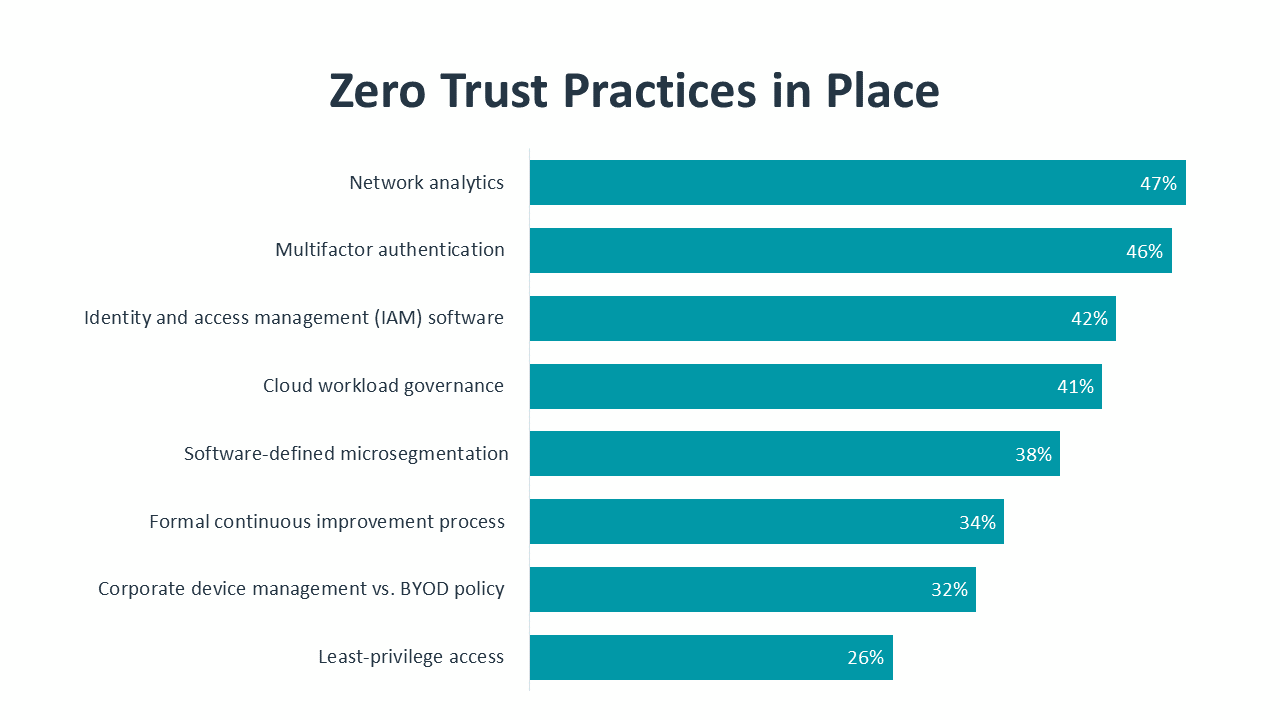 Zero Trust Practices in Place
Network analytics 47%
Multifactor authentication 46%
Identity and access management (IAM) software 42%
Cloud workload governance 41%
Software-defined microsegmentation 38%
Formal continuous improvement process 34%
Corporate device management vs. BYOD policy 32%
Least-privilege access 26%